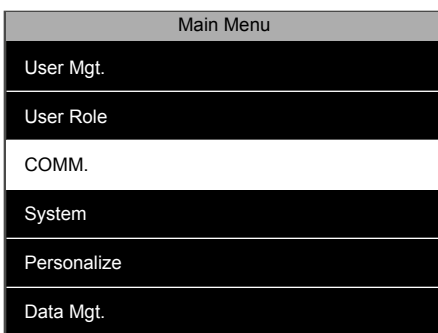 Main Menu
User Mgt.
User Role
COMM.
System
Personalize
Data Mgt.